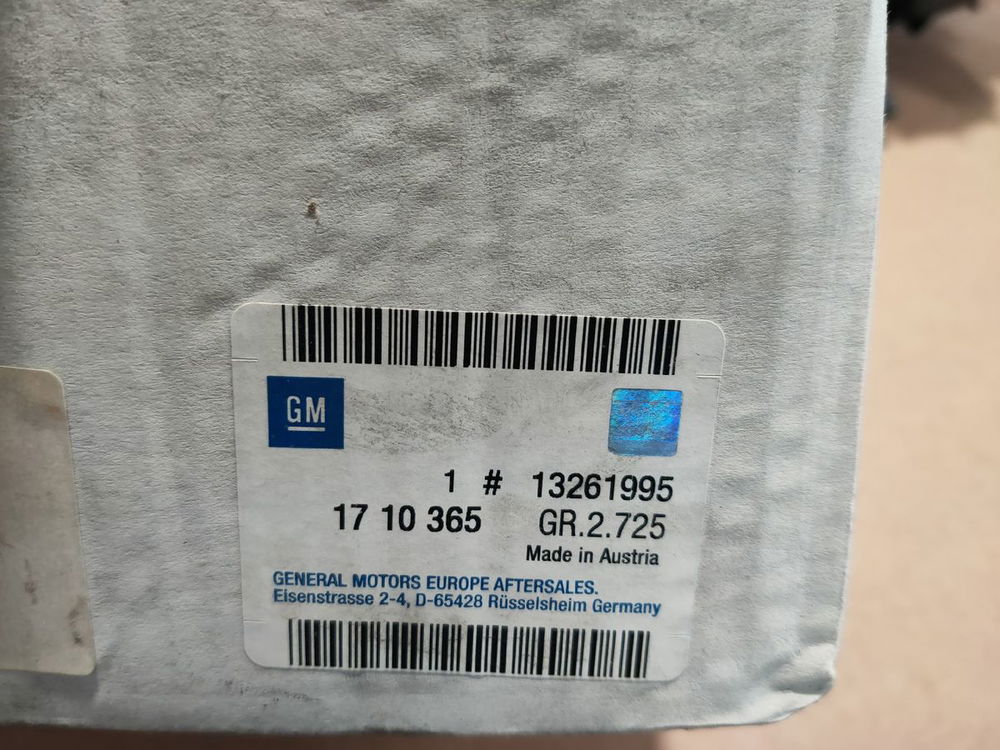 GM
1 # 13261995
17 10 365 GR.2.725
Made in Austria
GENERAL MOTORS EUROPE AFTERSALES.
Eisenstrasse 2-4, D-65428 Rüsselsheim Germany